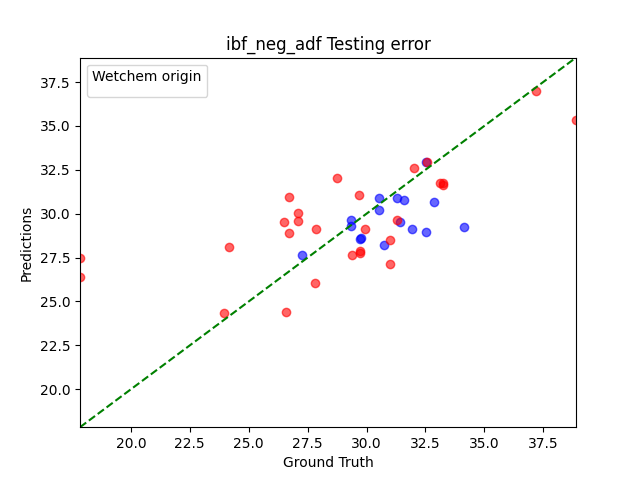 ibf_neg_adf Testing error
Wetchem origin
37.5
35.0
32.5
30.0
27.5
25.0
22.5
20.0
Predictions
20.0 22.5 25.0 27.5 30.0 32.5 35.0 37.5
Ground Truth